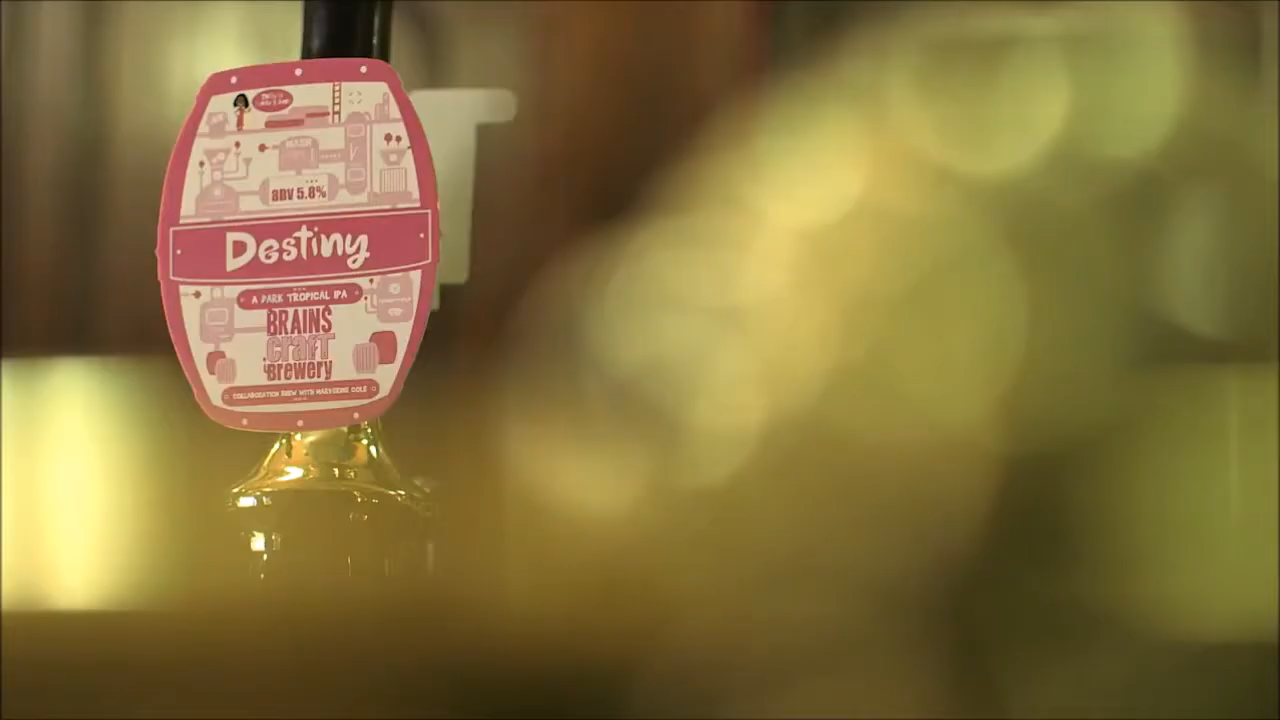 ABV 5.8%
Destiny
A DARK TROPICAL IPA
BRAINS
CRAFT
BREWERY
COLLABORATION BREW WITH MARVERINE COLE